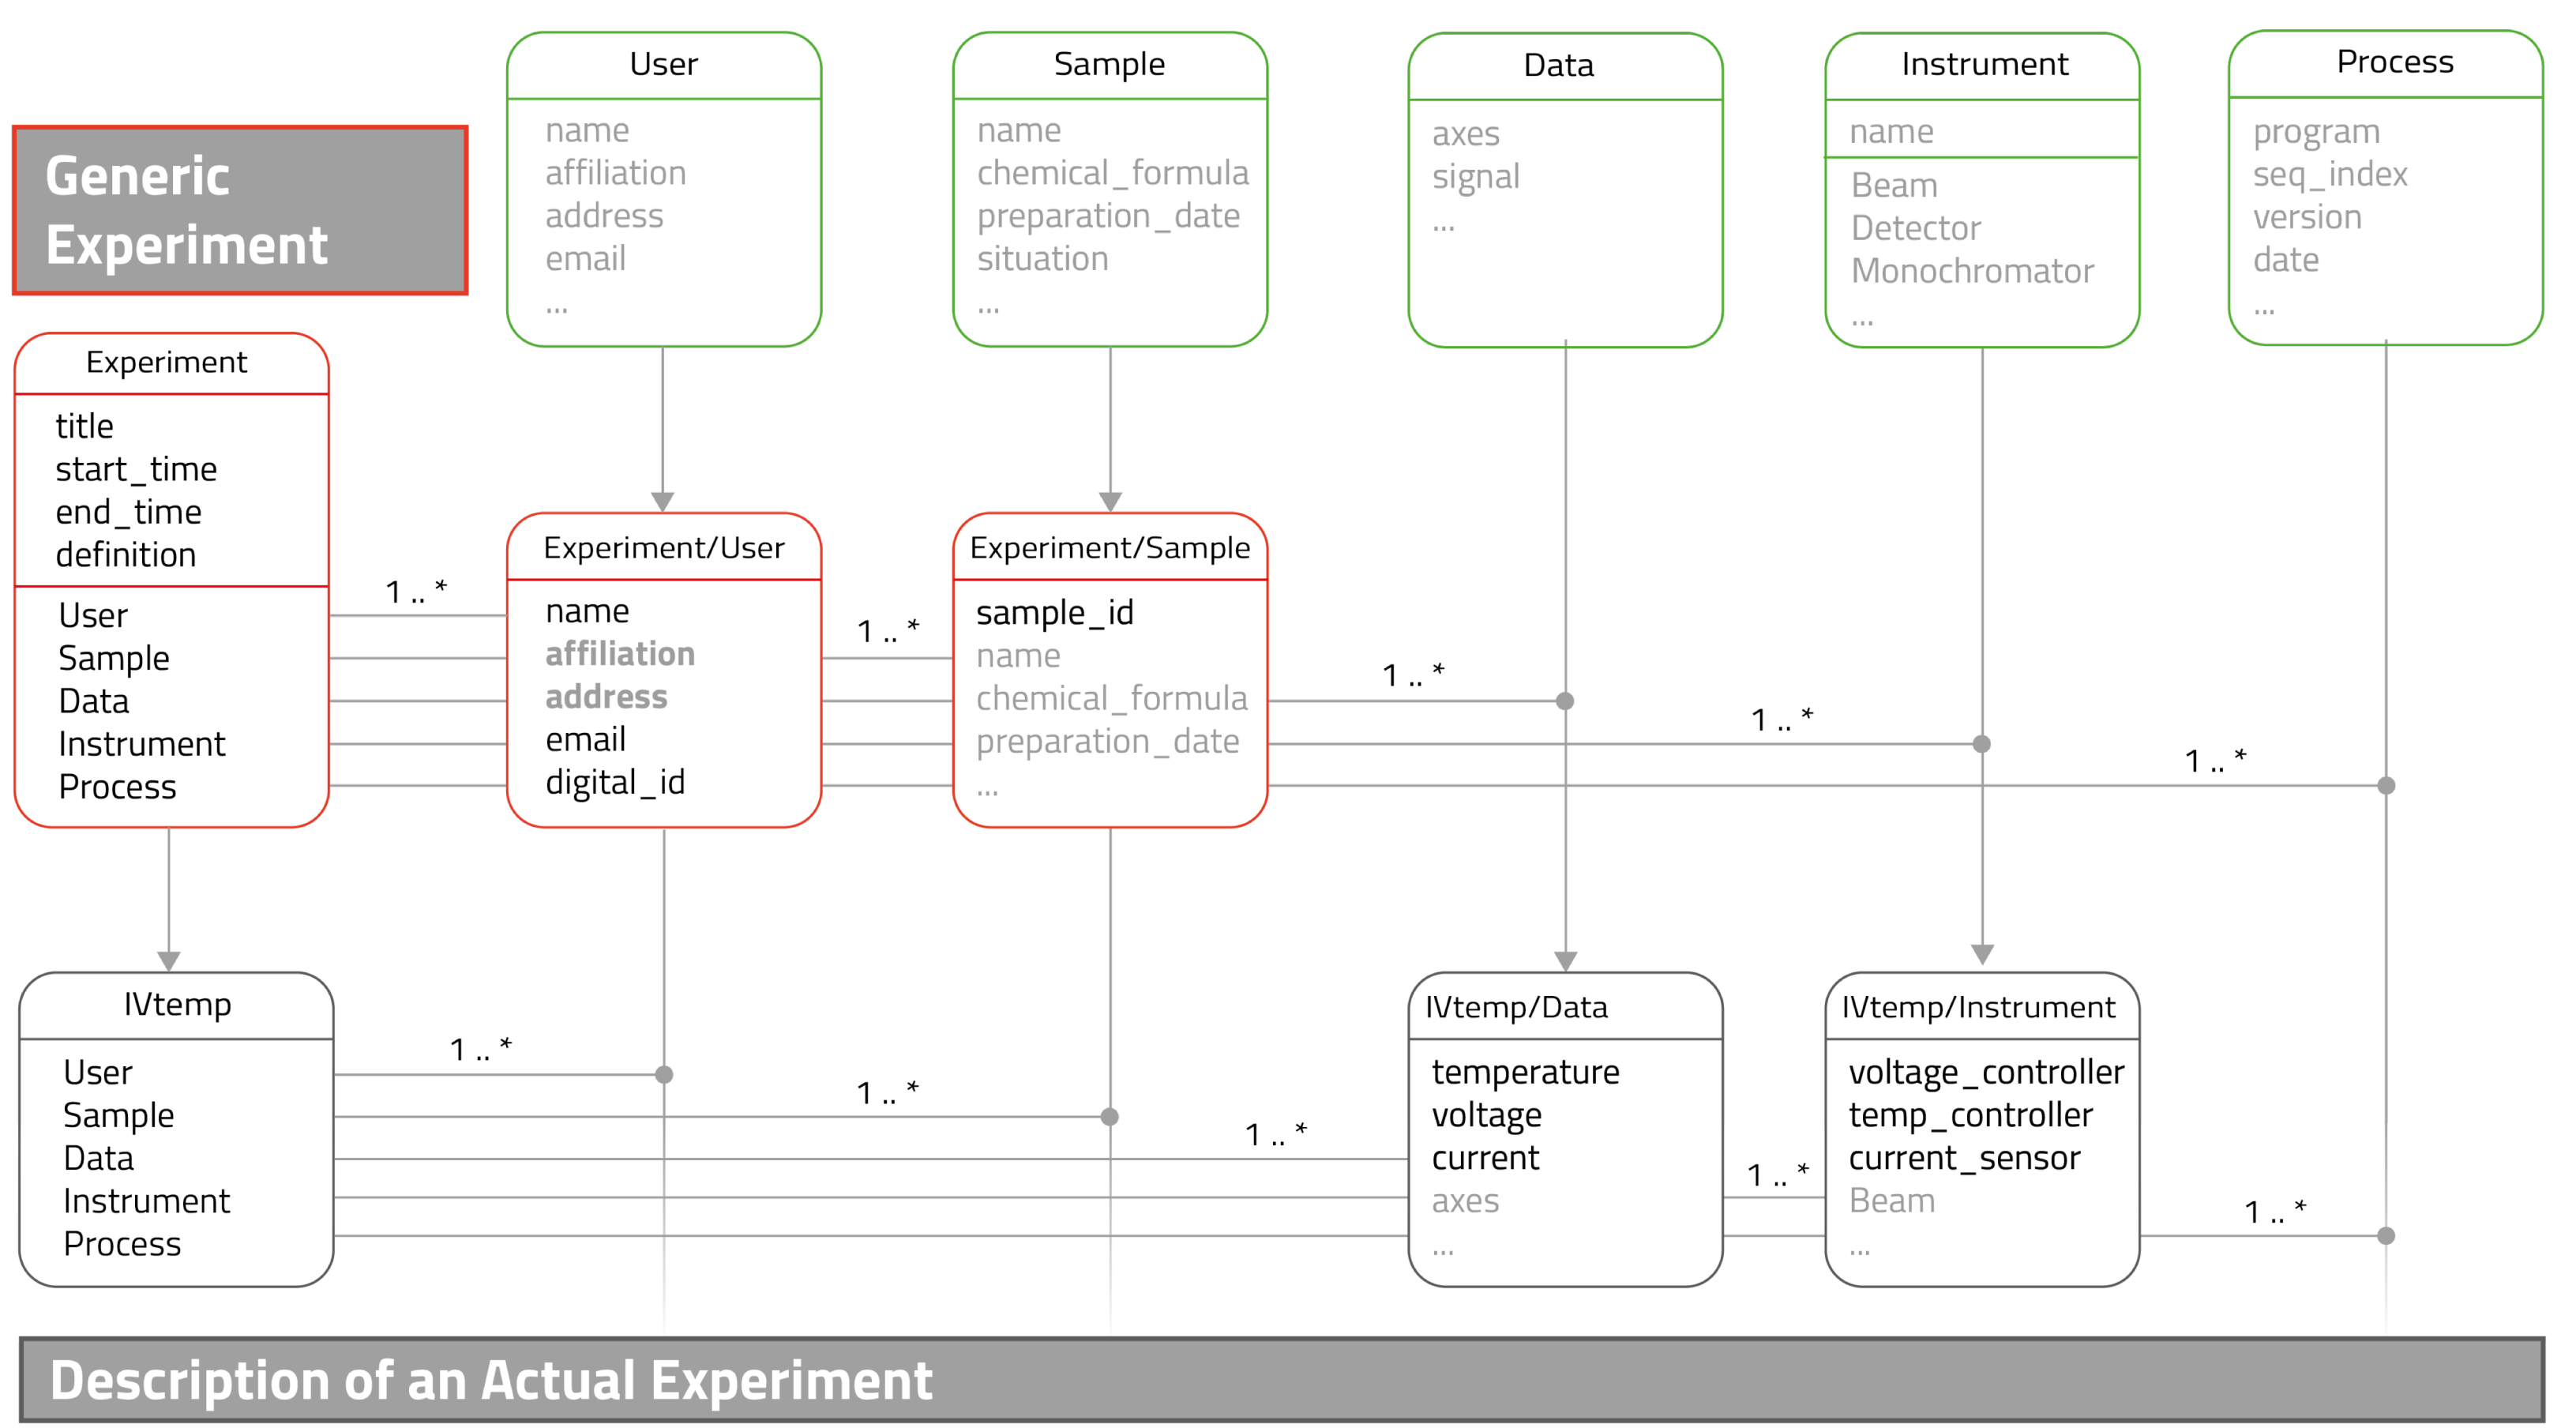 Generic
Experiment
User
name
affiliation
address
email
...
Sample
name
chemical_formula
preparation_date
situation
...
Data
axes
signal
...
Instrument
name
Beam
Detector
Monochromator
...
Process
program
seq_index
version
date
...
Experiment
title
start_time
end_time
definition
User
Sample
Data
Instrument
Process
1 .. *
Experiment/User
name
affiliation
address
email
digital_id
1 .. *
Experiment/Sample
sample_id
name
chemical_formula
preparation_date
...
1 .. *
1 .. *
1 .. *
IVtemp
User
Sample
Data
Instrument
Process
1 .. *
1 .. *
1 .. *
IVtemp/Data
temperature
voltage
current
axes
...
1 .. *
IVtemp/Instrument
voltage_controller
temp_controller
current_sensor
Beam
...
1 .. *
Description of an Actual Experiment